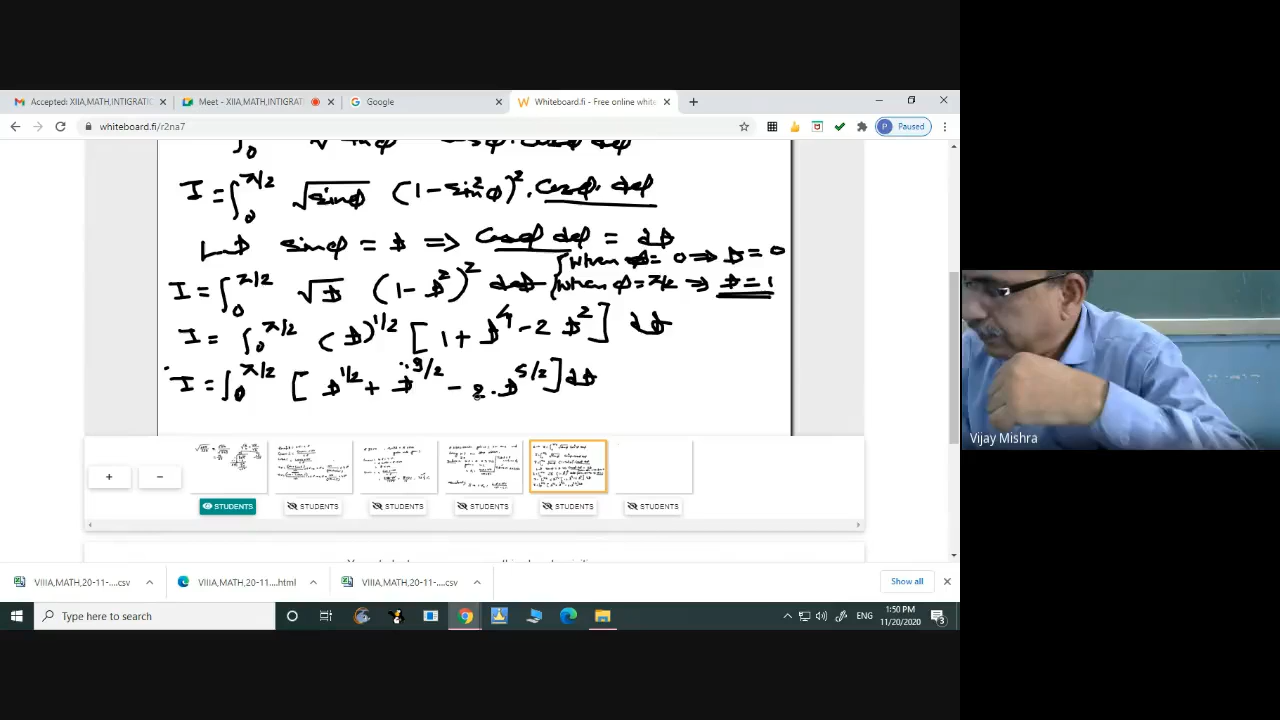 Accepted: XIIA,MATH,INTIGRATIO
Meet - XIIA,MATH,INTIGRATI
Google
Whiteboard.fi - Free online white
whiteboard.fi/r2na7
P Paused
I = ∫₀^π/2 √sinφ (1 - sin²φ)². cosφ. dφ
Let sinφ = t => cosφ dφ = dt
{when φ = 0 => t = 0
I = ∫₀^π/2 √t (1 - t²)² dt {when φ = π/2 => t = 1
I = ∫₀^π/2 (t)^1/2 [1 + t⁴ - 2 t²] dt
I = ∫₀^π/2 [t^1/2 + t^9/2 - 2. t^5/2] dt
+
-
STUDENTS
STUDENTS
STUDENTS
STUDENTS
STUDENTS
STUDENTS
Vijay Mishra
VIIIA,MATH,20-11-....csv
VIIIA,MATH,20-11....html
VIIIA,MATH,20-11-....csv
Show all
Type here to search
ENG
1:50 PM
11/20/2020
3